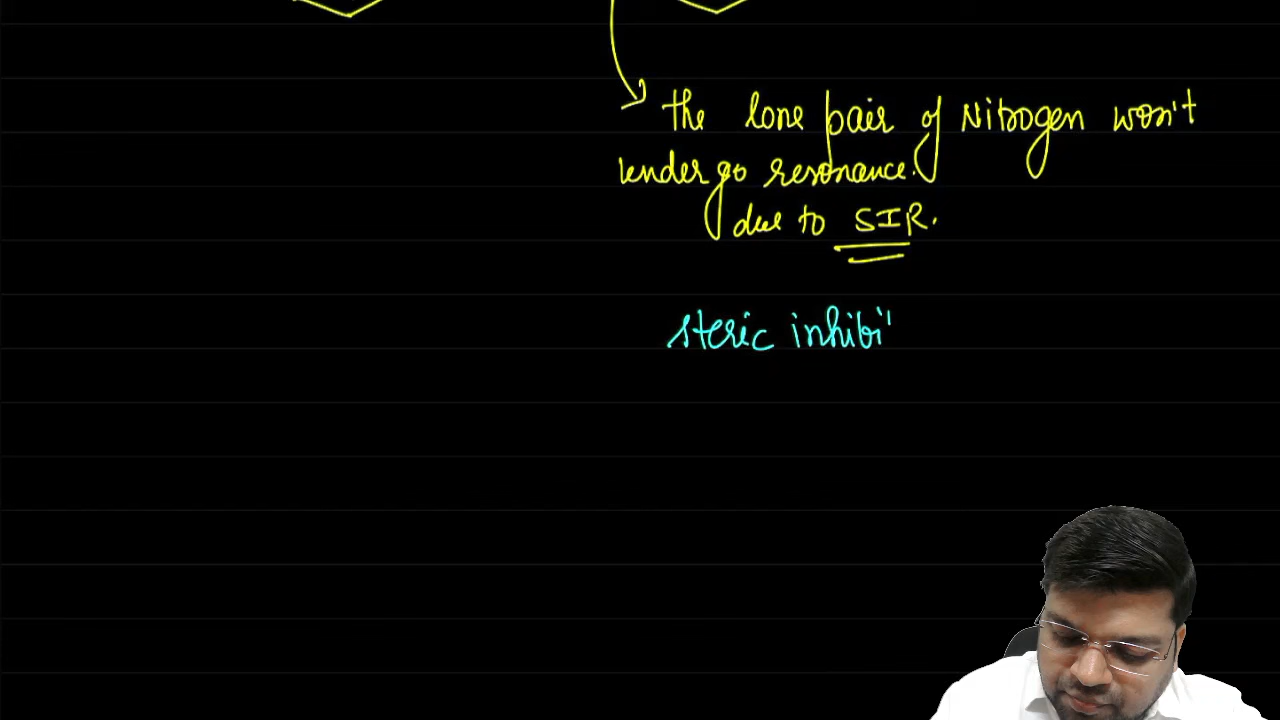 the lone pair of Nitrogen won't
undergo resonance.
due to SIR.
steric inhibi